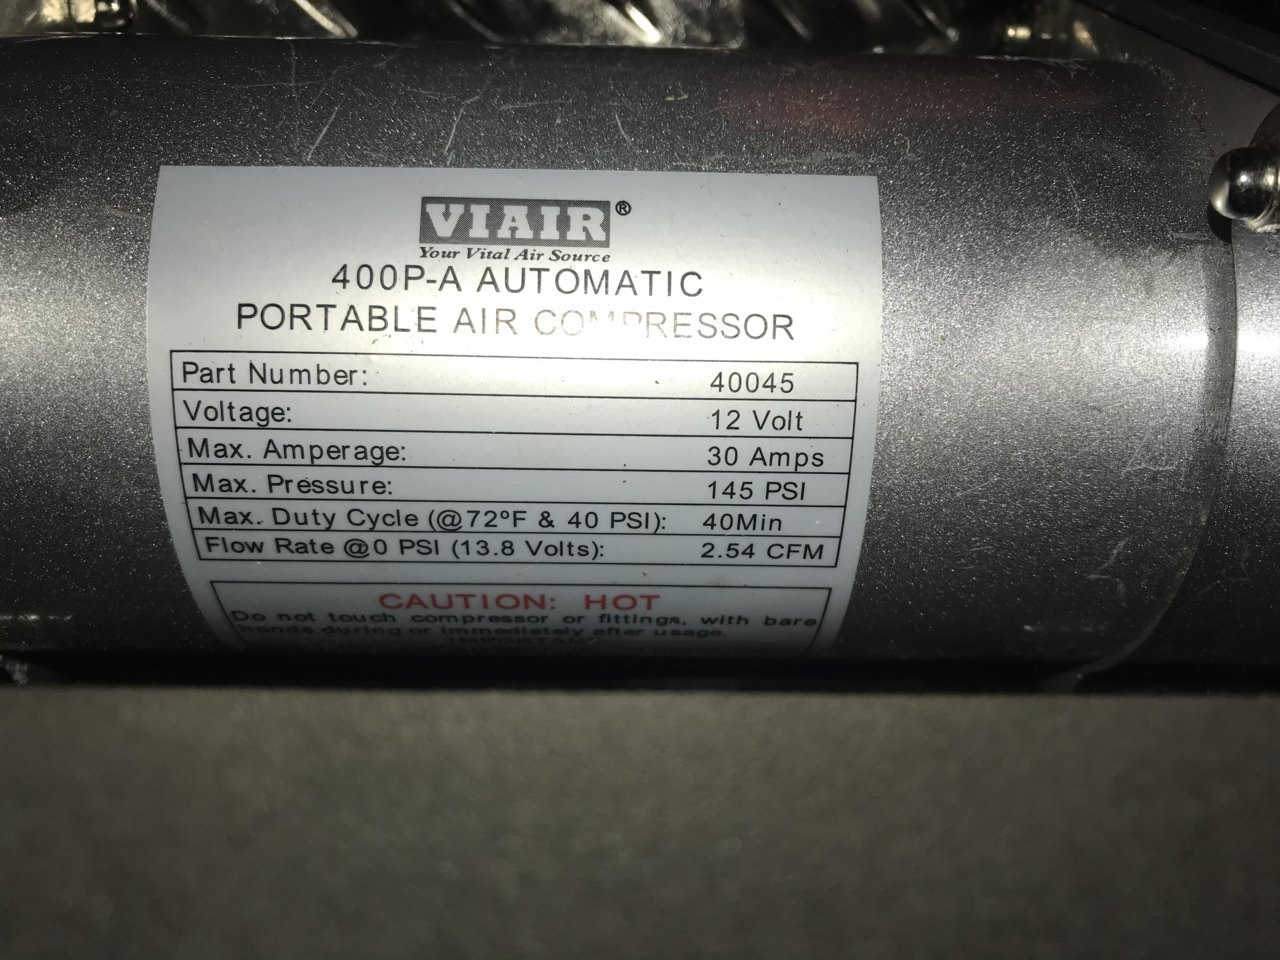 VIAIR®
Your Vital Air Source
400P-A AUTOMATIC
PORTABLE AIR COMPRESSOR
Part Number: 40045
Voltage: 12 Volt
Max. Amperage: 30 Amps
Max. Pressure: 145 PSI
Max. Duty Cycle (@72ºF & 40 PSI): 40Min
Flow Rate @0 PSI (13.8 Volts): 2.54 CFM
CAUTION: HOT
Do not touch compressor or fittings, with bare
hands during or immediately after usage.
IMPORTANT